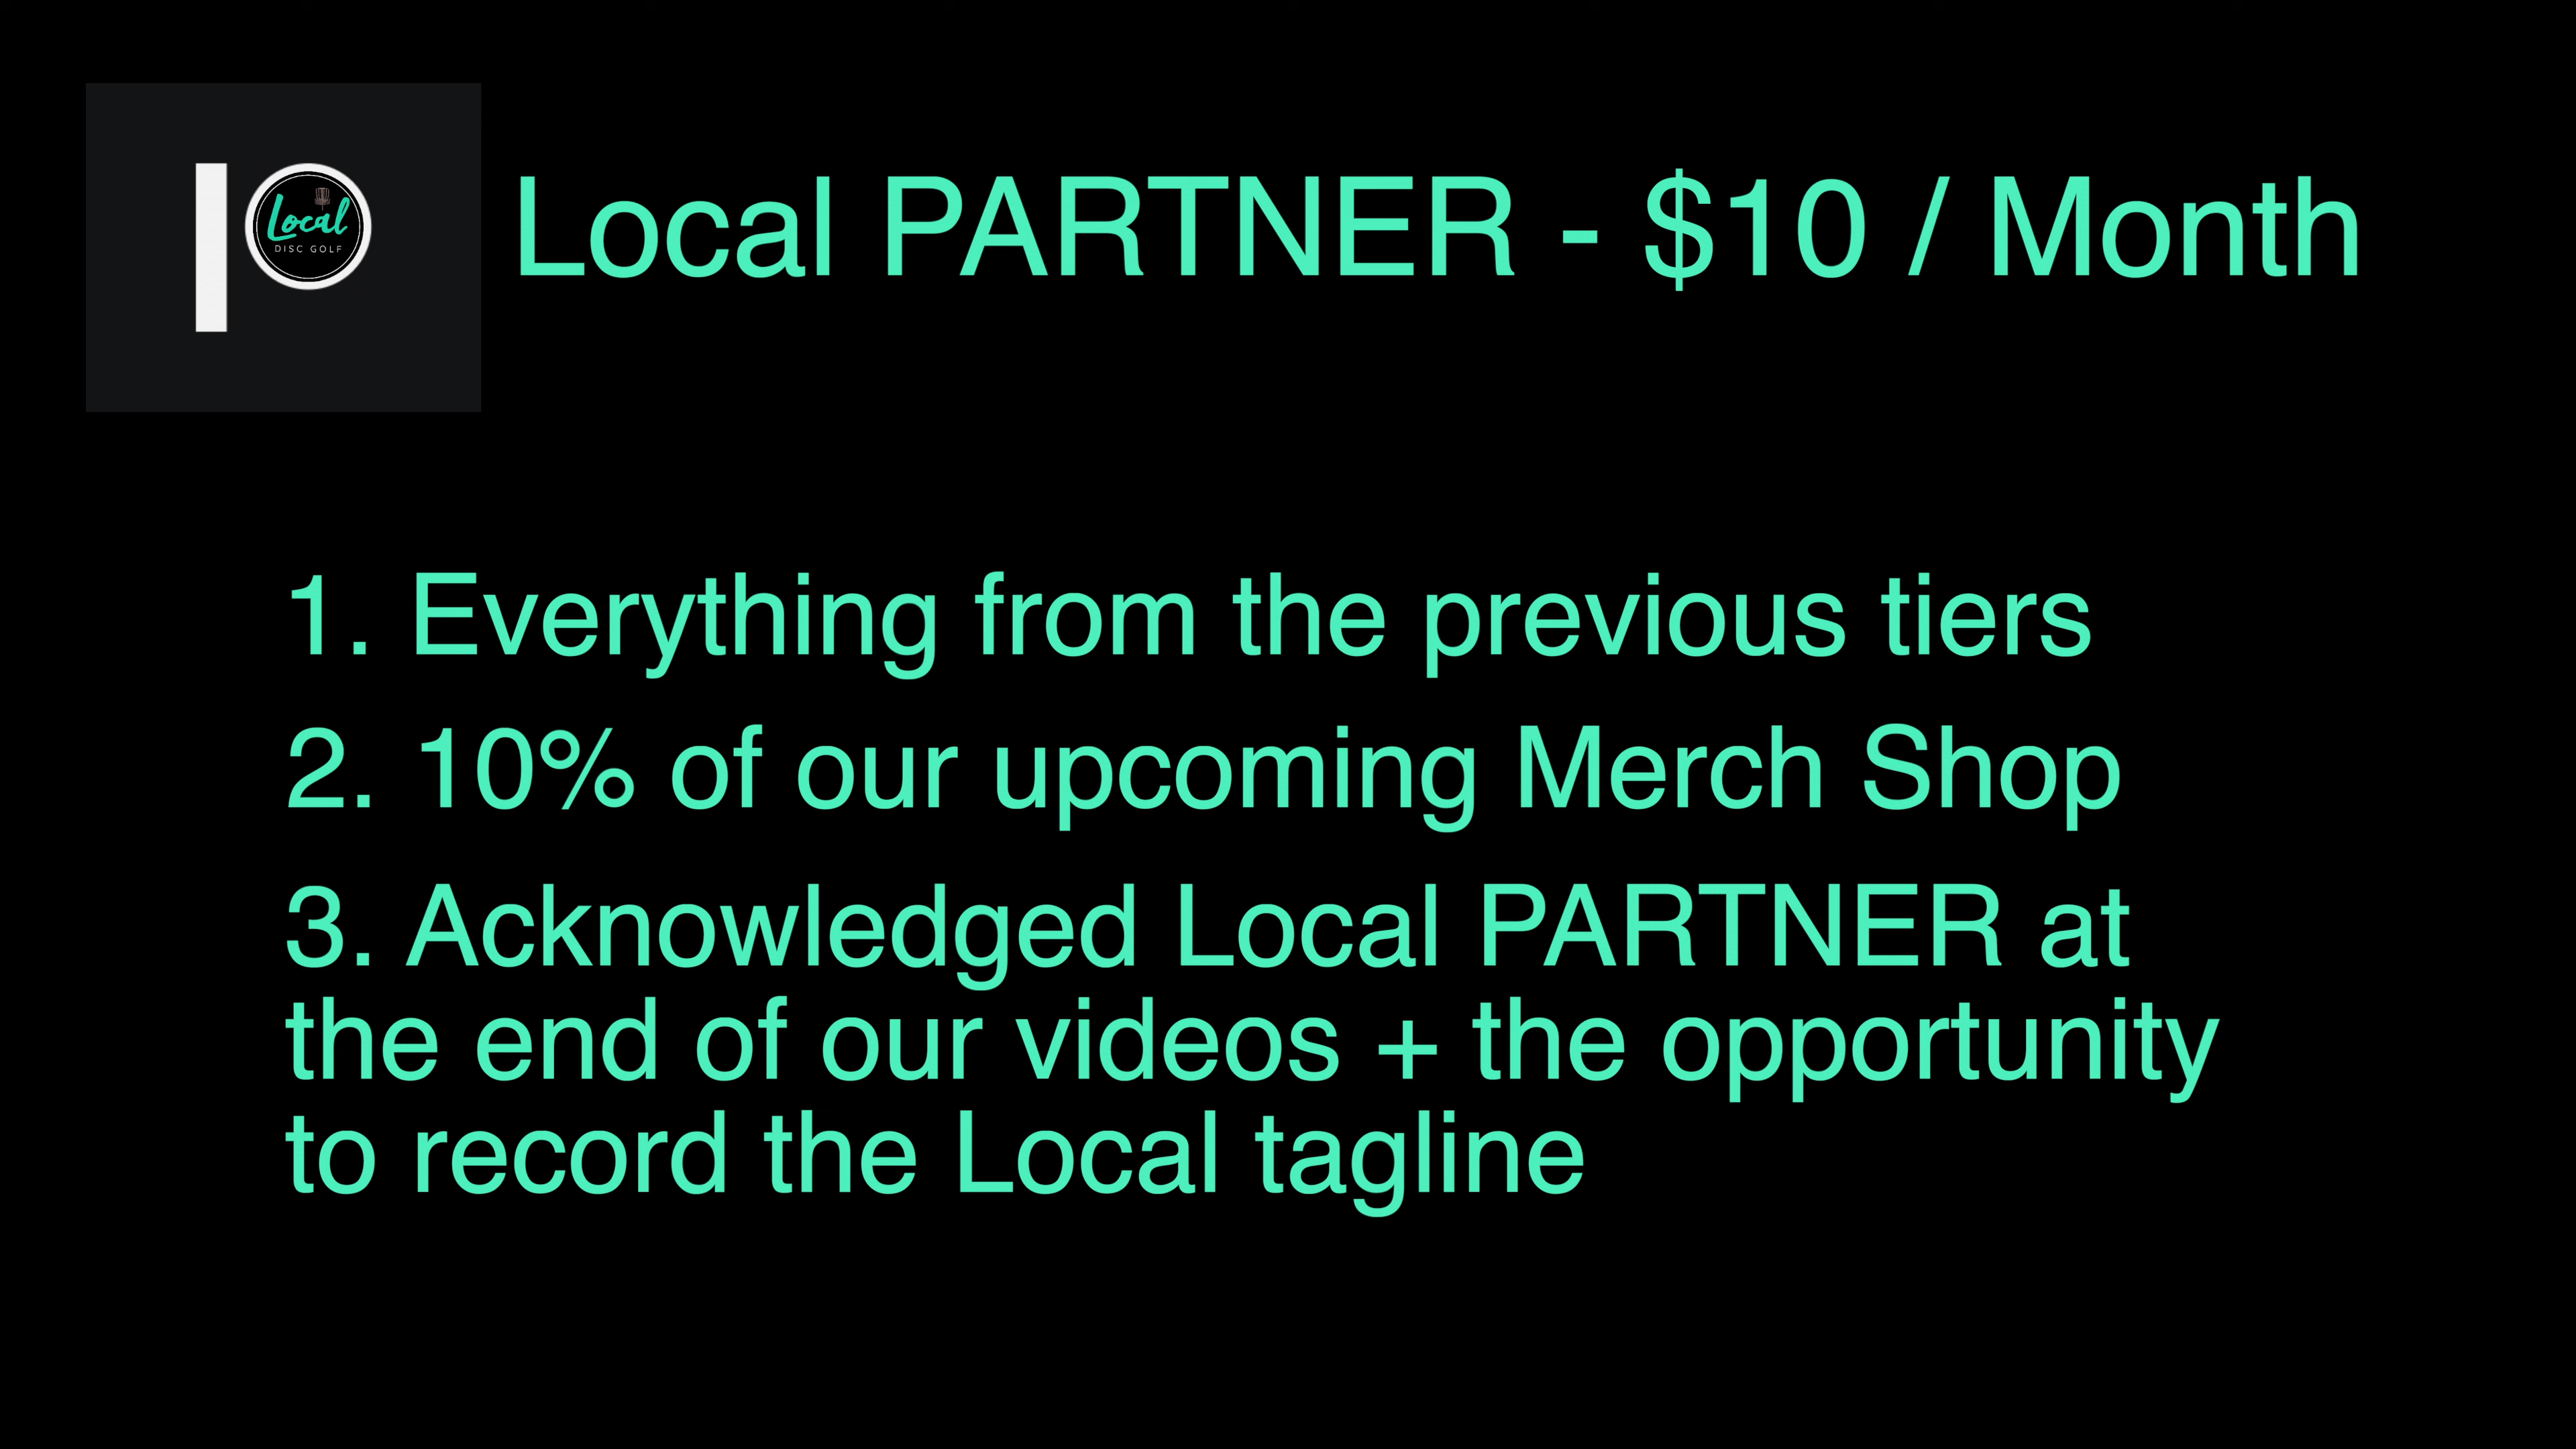 Local
DISC GOLF
Local PARTNER - $10 / Month
1. Everything from the previous tiers
2. 10% of our upcoming Merch Shop
3. Acknowledged Local PARTNER at
the end of our videos + the opportunity
to record the Local tagline